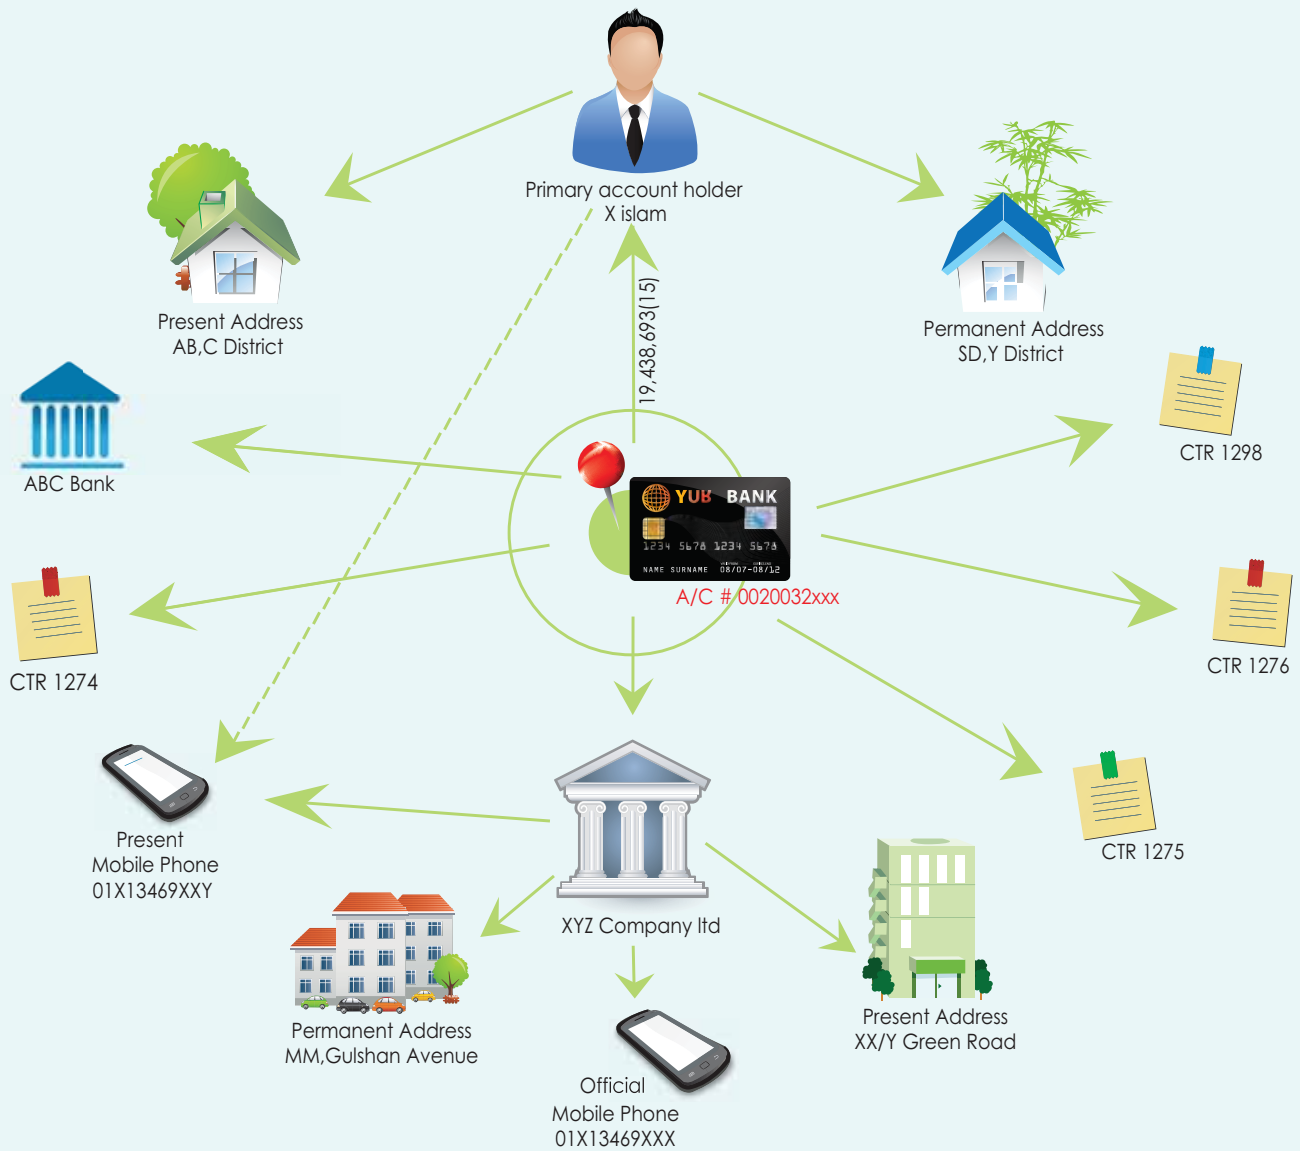 Primary account holder
X islam
Present Address
AB,C District
19,438,693(15)
Permanent Address
SD,Y District
ABC Bank
CTR 1298
YUR BANK
1234 5678 1234 5678
NAME SURNAME 08/07-08/12
A/C # 0020032xxx
CTR 1274
CTR 1276
Present
Mobile Phone
01X13469XXY
CTR 1275
XYZ Company ltd
Permanent Address
MM,Gulshan Avenue
Present Address
XX/Y Green Road
Official
Mobile Phone
01X13469XXX